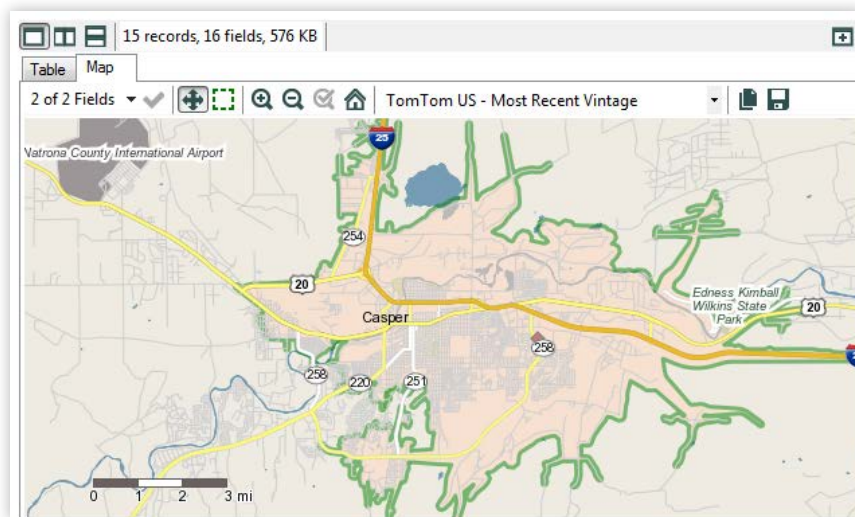 15 records, 16 fields, 576 KB
Table Map
2 of 2 Fields TomTom US - Most Recent Vintage
25
Natrona County International Airport
254
20
Edness Kimball
Wilkins State
Park
20
Casper
258
258
220
251
0 1 2 3 mi